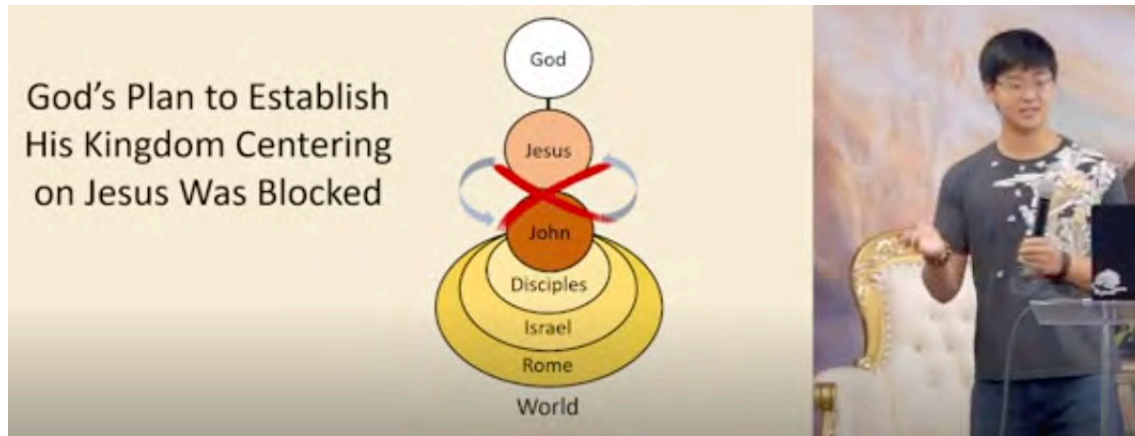 God's Plan to Establish
His Kingdom Centering
on Jesus Was Blocked
God
Jesus
John
Disciples
Israel
Rome
World